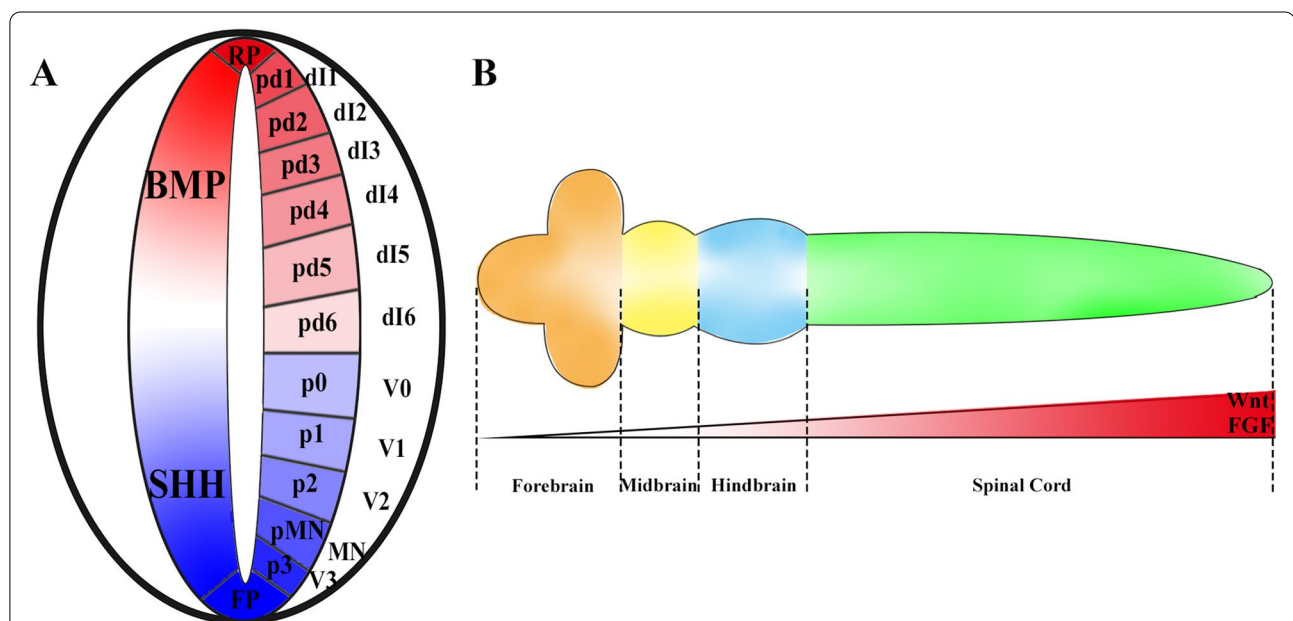 A
RP
pd1 dI1
pd2 dI2
pd3 dI3
pd4 dI4
pd5 dI5
pd6 dI6
p0 V0
p1 V1
p2 V2
pMN MN
p3 V3
FP
BMP
SHH
B
Wnt
FGF
Forebrain Midbrain Hindbrain Spinal Cord